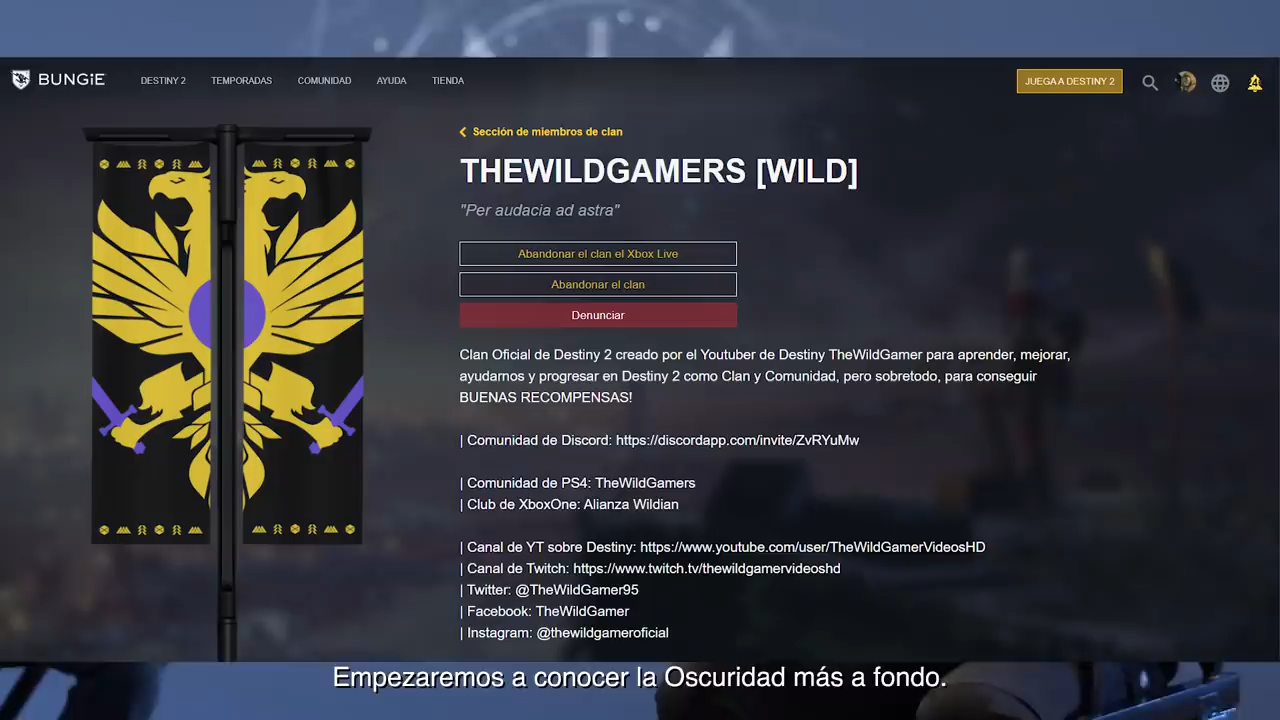 BUNGiE DESTINY 2 TEMPORADAS COMUNIDAD AYUDA TIENDA JUEGA A DESTINY 2 4
Sección de miembros de clan
THEWILDGAMERS [WILD]
"Per audacia ad astra"
Abandonar el clan el Xbox Live
Abandonar el clan
Denunciar
Clan Oficial de Destiny 2 creado por el Youtuber de Destiny TheWildGamer para aprender, mejorar,
ayudarnos y progresar en Destiny 2 como Clan y Comunidad, pero sobretodo, para conseguir
BUENAS RECOMPENSAS!
| Comunidad de Discord: https://discordapp.com/invite/ZvRYuMw
| Comunidad de PS4: TheWildGamers
| Club de XboxOne: Alianza Wildian
| Canal de YT sobre Destiny: https://www.youtube.com/user/TheWildGamerVideosHD
| Canal de Twitch: https://www.twitch.tv/thewildgamervideoshd
| Twitter: @TheWildGamer95
| Facebook: TheWildGamer
| Instagram: @thewildgameroficial
Empezaremos a conocer la Oscuridad más a fondo.